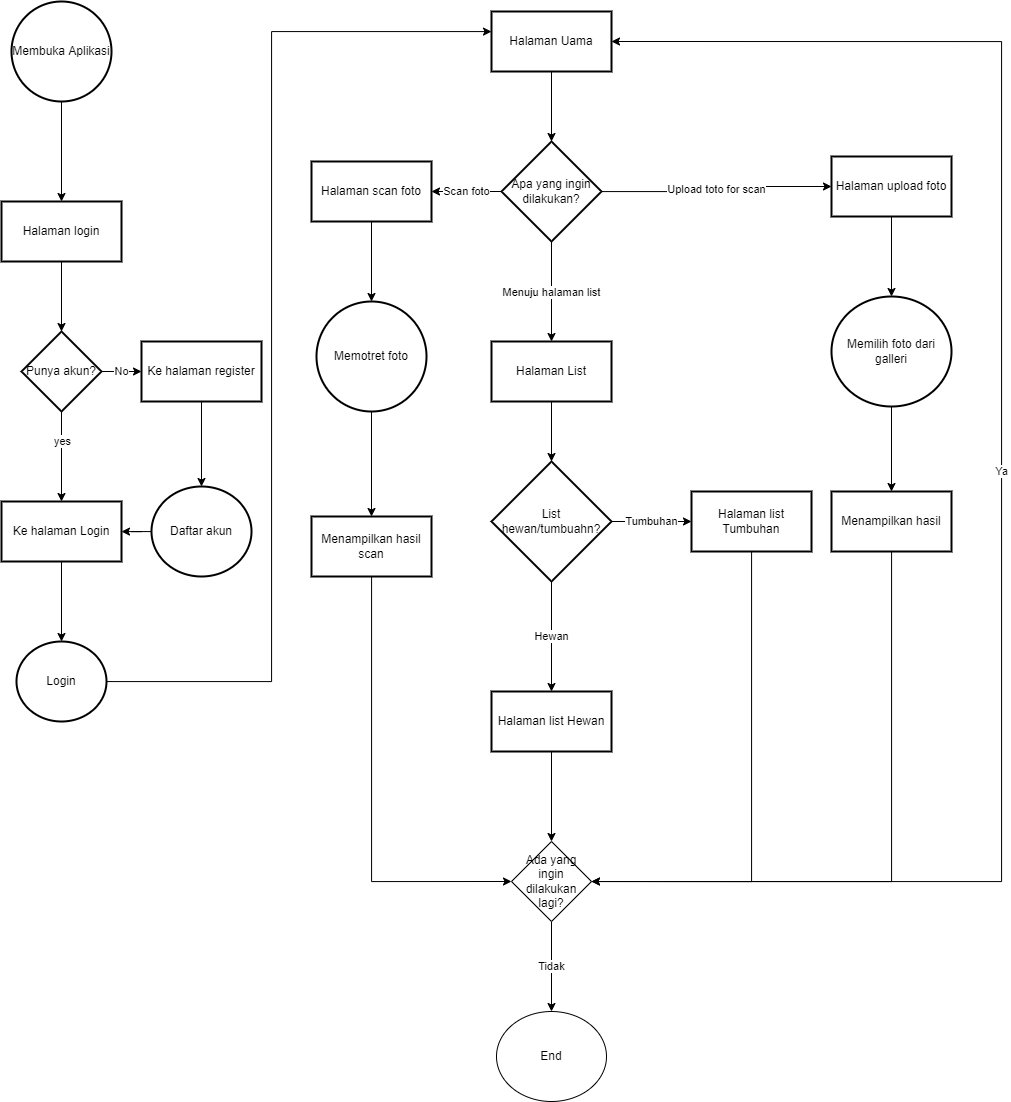 Membuka Aplikasi
Halaman login
Punya akun?
No
Ke halaman register
yes
Ke halaman Login
Daftar akun
Login
Halaman Uama
Apa yang ingin
dilakukan?
Scan foto
Halaman scan foto
Memotret foto
Menampilkan hasil
scan
Upload toto for scan
Halaman upload foto
Memilih foto dari
galleri
Menampilkan hasil
Menuju halaman list
Halaman List
List
hewan/tumbuahn?
Tumbuhan
Halaman list
Tumbuhan
Hewan
Halaman list Hewan
Ada yang
ingin
dilakukan
lagi?
Ya
Tidak
End